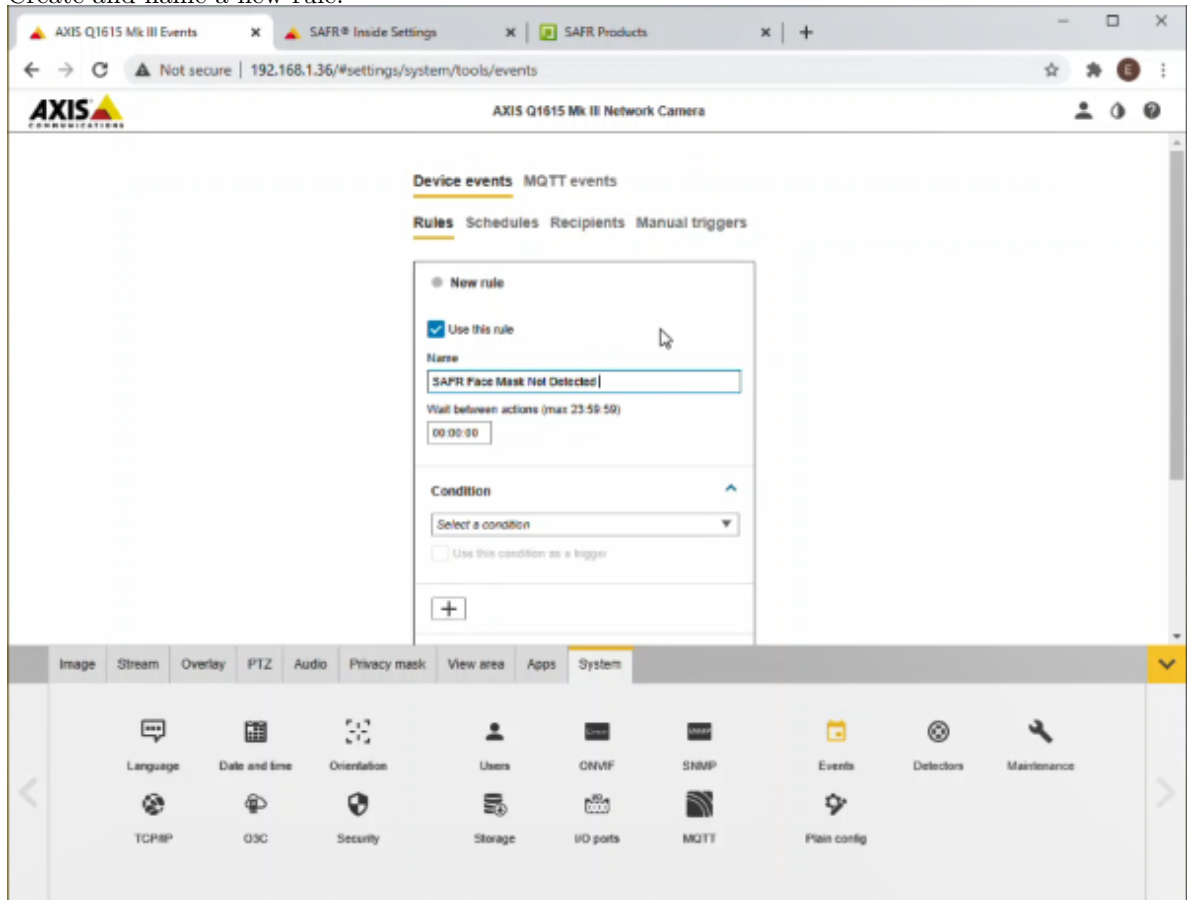 Create and name a new rule.
AXIS Q1615 Mk III Events
SAFR® Inside Settings
SAFR Products
Not secure | 192.168.1.36/#settings/system/tools/events
E
AXIS
COMMUNICATIONS
AXIS Q1615 Mk III Network Camera
Device events MQTT events
Rules Schedules Recipients Manual triggers
New rule
Use this rule
Name
SAFR Face Mask Not Detected
Wait between actions (max 23:59:59)
00:00:00
Condition
Select a condition
Use this condition as a trigger
Image Stream Overlay PTZ Audio Privacy mask View area Apps System
Language Date and time Orientation Users ONVIF SNMP Events Detectors Maintenance
TCP/IP O3C Security Storage I/O ports MQTT Plain config